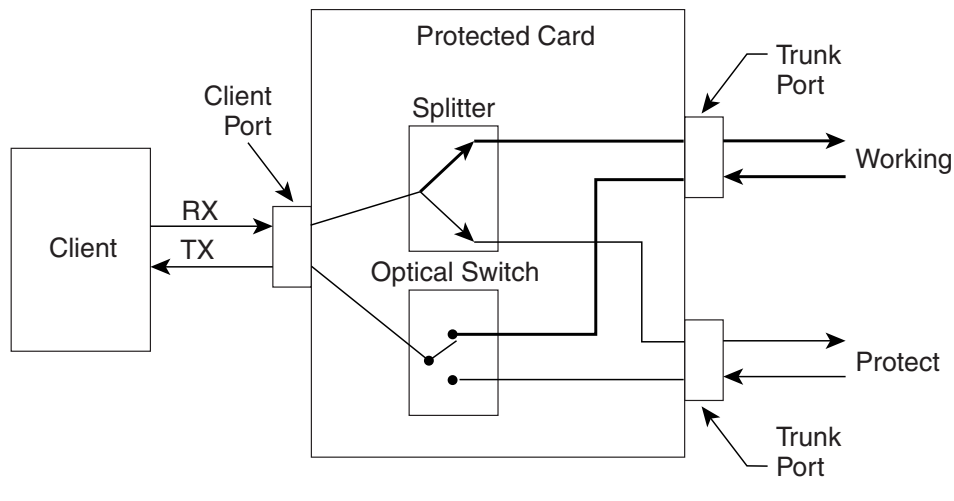 Protected Card
Trunk
Port
Client
Port
Splitter
Working
RX
Client
TX
Optical Switch
Protect
Trunk
Port